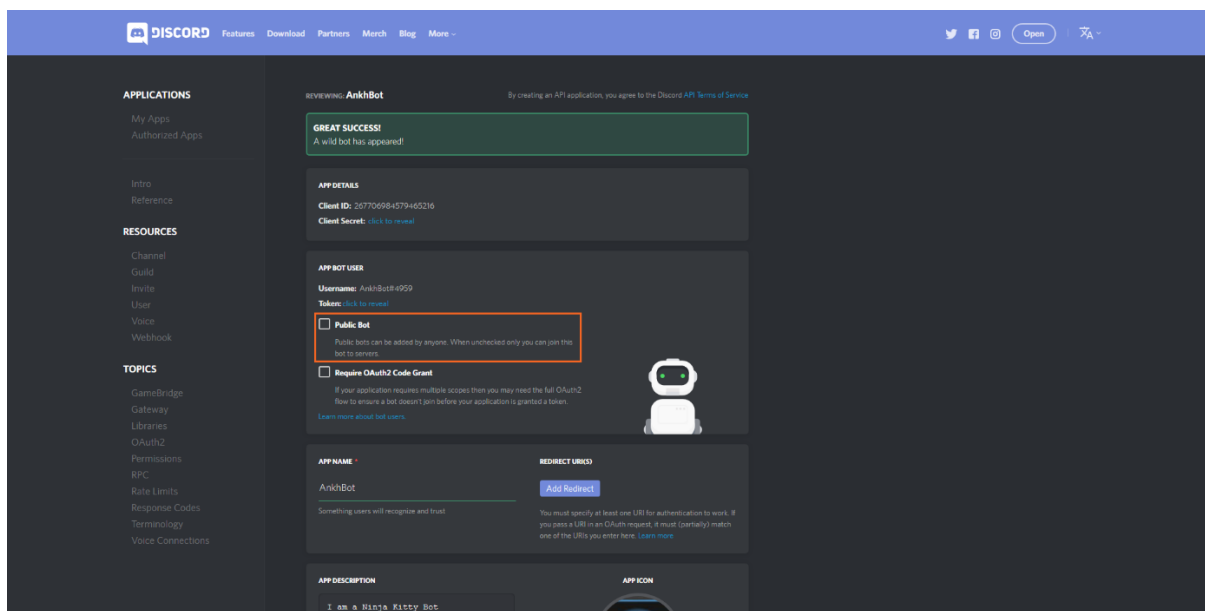 DISCORD Features Download Partners Merch Blog More Open
APPLICATIONS
My Apps
Authorized Apps
Intro
Reference
RESOURCES
Channel
Guild
Invite
User
Voice
Webhook
TOPICS
GameBridge
Gateway
Libraries
OAuth2
Permissions
RPC
Rate Limits
Response Codes
Terminology
Voice Connections
REVIEWING: AnkhBot
By creating an API application, you agree to the Discord API Terms of Service
GREAT SUCCESS!
A wild bot has appeared!
APP DETAILS
Client ID: 267706984579465216
Client Secret: click to reveal
APP BOT USER
Username: AnkhBot#4959
Token: click to reveal
Public Bot
Public bots can be added by anyone. When unchecked only you can join this
bot to servers.
Require OAuth2 Code Grant
If your application requires multiple scopes then you may need the full OAuth2
flow to ensure a bot doesn't join before your application is granted a token.
Learn more about bot users.
APP NAME *
AnkhBot
Something users will recognize and trust
REDIRECT URI(S)
Add Redirect
You must specify at least one URI for authentication to work. If
you pass a URI in an OAuth request, it must (partially) match
one of the URIs you enter here. Learn more
APP DESCRIPTION
I am a Ninja Kitty Bot
APP ICON